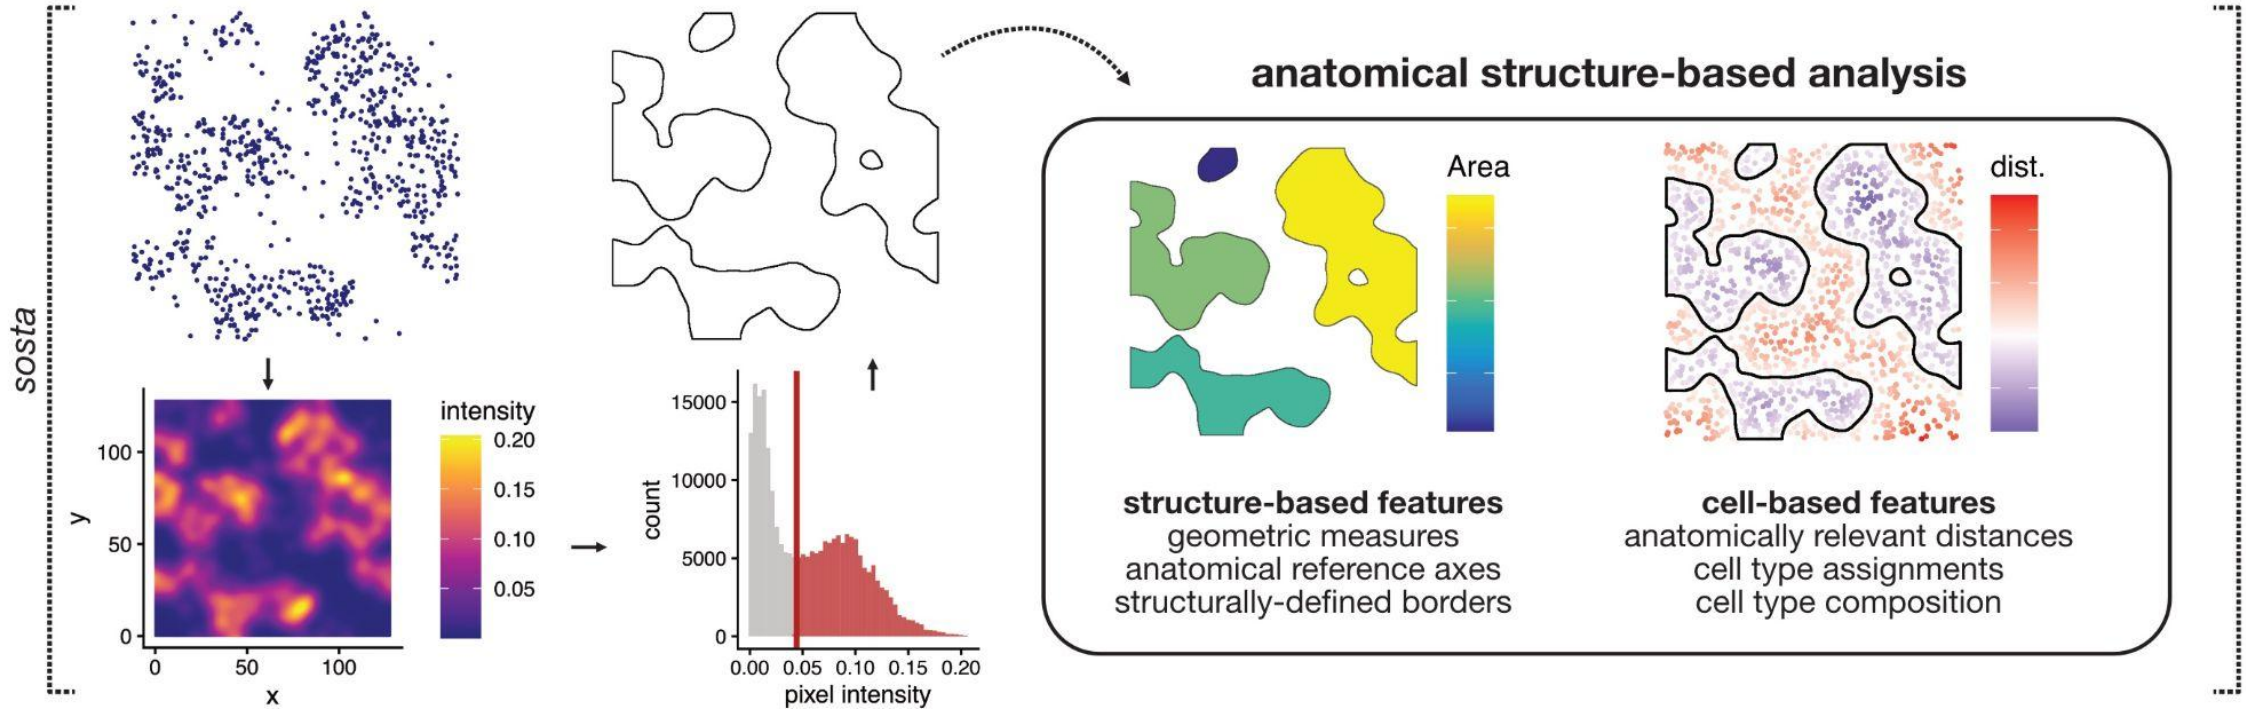 sosta
intensity
0.20
0.15
0.10
0.05
y
100
50
0
0 50 100
x
count
15000
10000
5000
0
0.00 0.05 0.10 0.15 0.20
pixel intensity
anatomical structure-based analysis
Area
structure-based features
geometric measures
anatomical reference axes
structurally-defined borders
dist.
cell-based features
anatomically relevant distances
cell type assignments
cell type composition